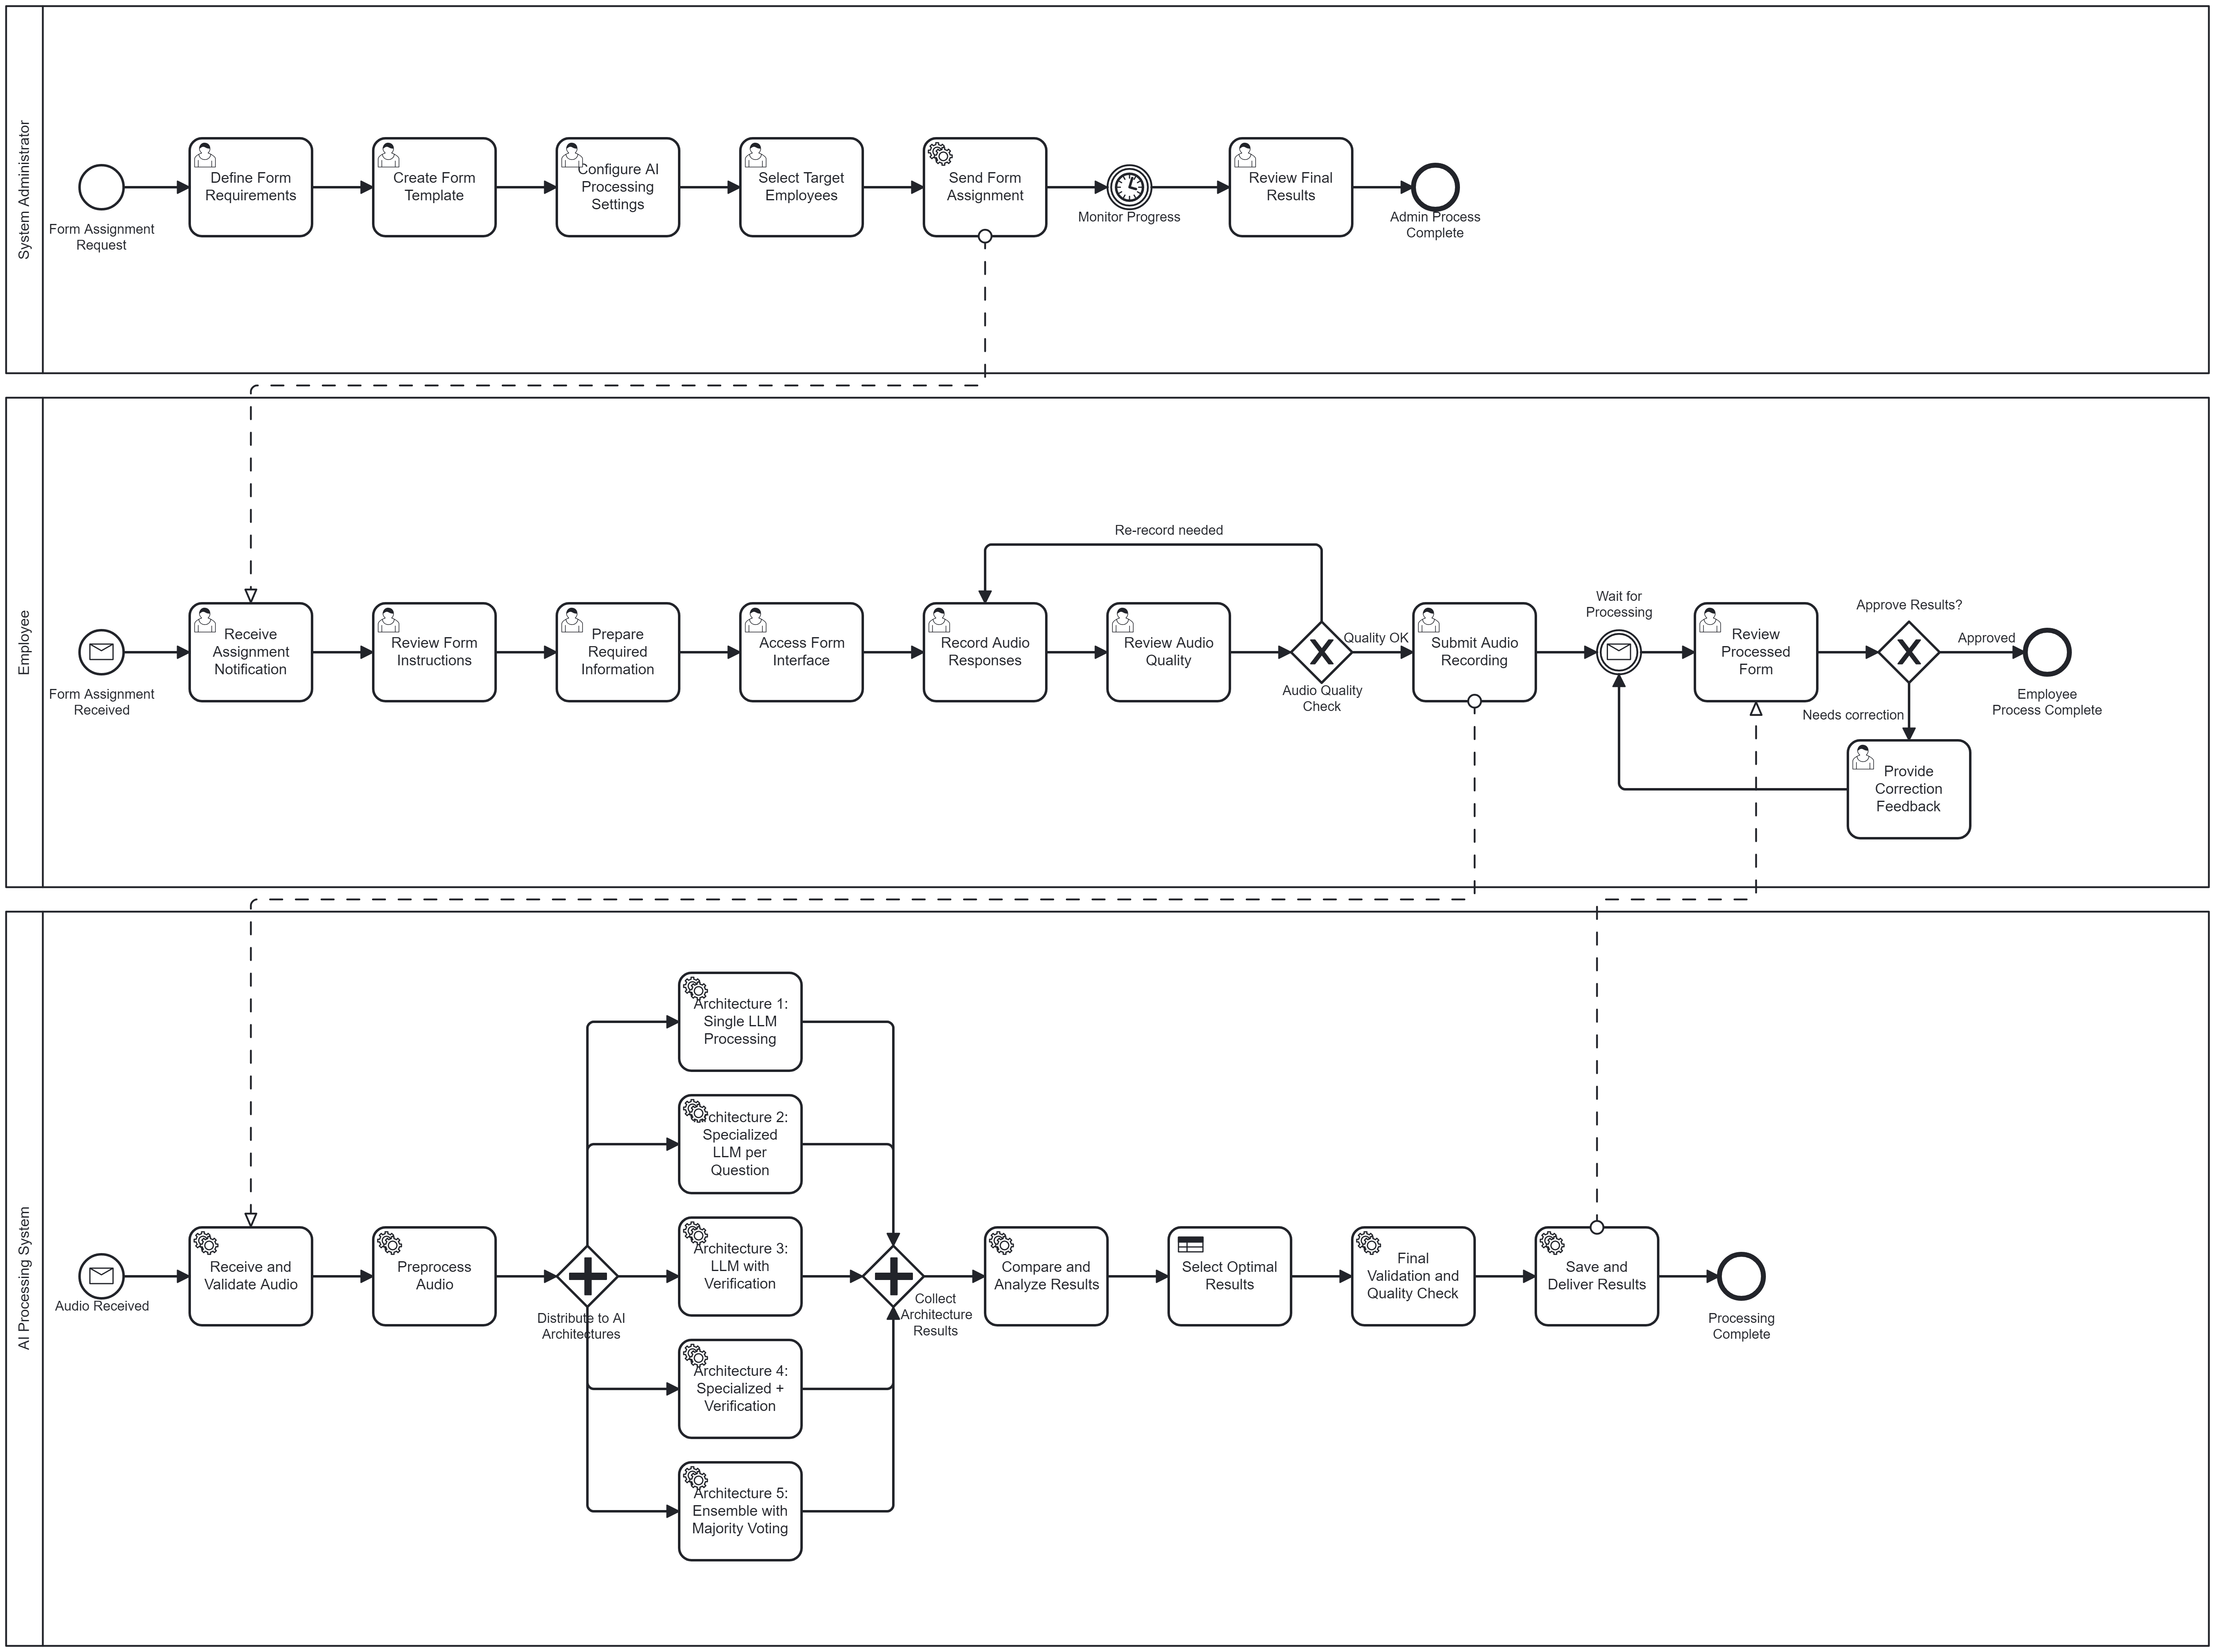 System Administrator
Form Assignment
Request
Define Form
Requirements
Create Form
Template
Configure AI
Processing
Settings
Select Target
Employees
Send Form
Assignment
Monitor Progress
Review Final
Results
Admin Process
Complete
Employee
Form Assignment
Received
Receive
Assignment
Notification
Review Form
Instructions
Prepare
Required
Information
Access Form
Interface
Record Audio
Responses
Review Audio
Quality
Re-record needed
Audio Quality
Check
Quality OK
Submit Audio
Recording
Wait for
Processing
Review
Processed
Form
Approve Results?
Approved
Employee
Process Complete
Needs correction
Provide
Correction
Feedback
AI Processing System
Audio Received
Receive and
Validate Audio
Preprocess
Audio
Distribute to AI
Architectures
Architecture 1:
Single LLM
Processing
Architecture 2:
Specialized
LLM per
Question
Architecture 3:
LLM with
Verification
Architecture 4:
Specialized +
Verification
Architecture 5:
Ensemble with
Majority Voting
Collect
Architecture
Results
Compare and
Analyze Results
Select Optimal
Results
Final
Validation and
Quality Check
Save and
Deliver Results
Processing
Complete